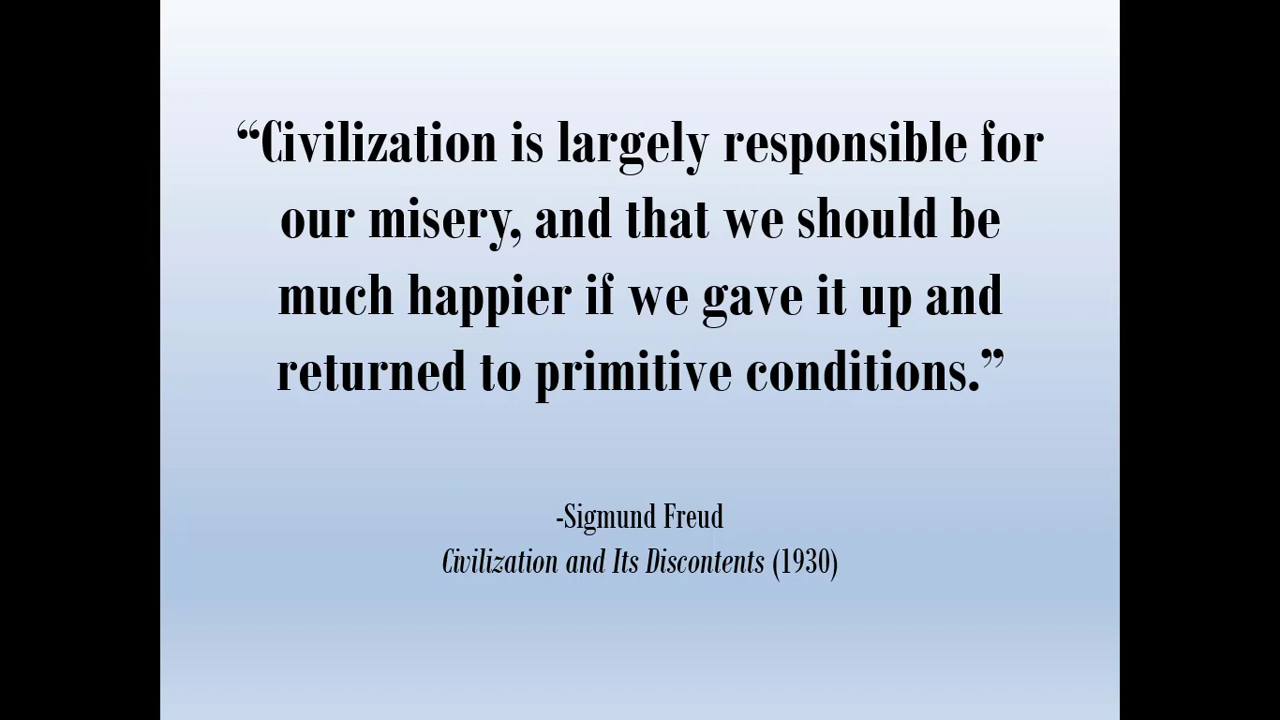 “Civilization is largely responsible for
our misery, and that we should be
much happier if we gave it up and
returned to primitive conditions.”
-Sigmund Freud
Civilization and Its Discontents (1930)